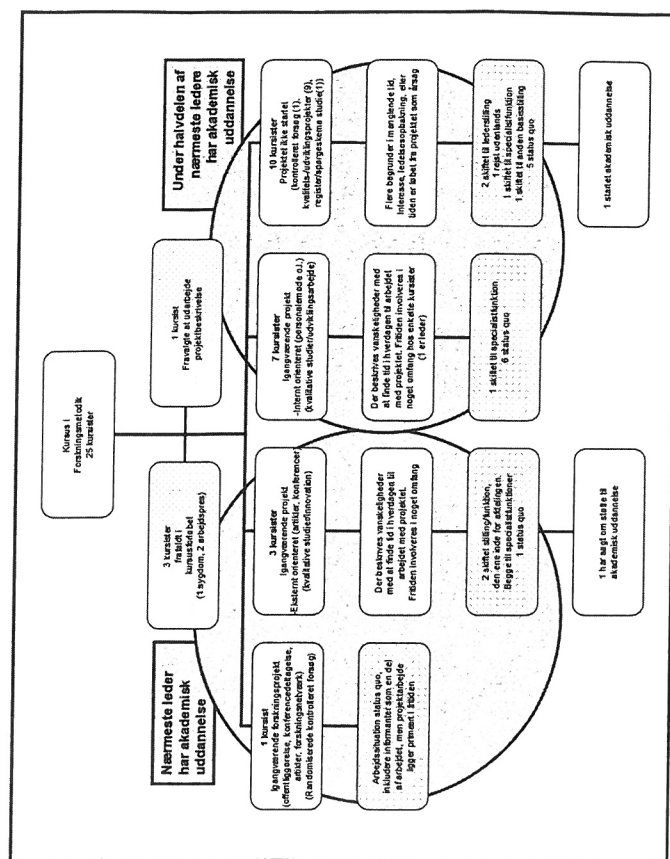 Kursus i
Forskningsmetodik
25 kursister
Nærmeste leder
har akademisk
uddannelse
3 kursister
frafaldt i
kursusforløbet
(1 sygdom, 2 arbejdspres)
1 kursist
Fravalgte at udarbejde
projektbeskrivelse
Under halvdelen af
nærmeste ledere
har akademisk
uddannelse
1 kursist
Igangværende forskningsprojekt
(offentliggørelse, konferencedeltagelse,
artikler, forskningsnetværk)
(Randomiserede kontrolleret forsøg)
3 kursister
Igangværende projekt
-Eksternt orienteret (artikler, konferencer)
(kvalitative studier/innovation)
7 kursister
Igangværende projekt
-Internt orienteret (personalemøde o.l.)
(kvalitative studier/udviklingsarbejde)
10 kursister
Projektet ikke startet
(kontrolleret forsøg (1),
kvalitets-/udviklingsprojekter (9),
register/spørgeskema studie(1))
Arbejdssituation status quo,
inkludere informanter som en del
af arbejdet, men projektarbejde
ligger primært i fritiden
Der beskrives vanskeligheder
med at finde tid i hverdagen til
arbejdet med projektet.
Fritiden involveres i noget omfang
Der beskrives vanskeligheder med
at finde tid i hverdagen til arbejdet
med projektet. Fritiden involveres i
noget omfang hos enkelte kursister
(1 er leder)
Flere begrunder i manglende tid,
interesse, ledelsesopbakning, eller
tiden er løbet fra projektet som årsag
2 skiftet stilling/funktion,
den ene inde for afdelingen.
Begge til specialistfunktioner
1 status quo
1 skiftet til specialistfunktion.
6 status quo
2 skiftet til lederstilling
1 rejst udenlands
1 skiftet til specialistfunktion
1 skiftet til anden basisstilling
5 status quo
1 har søgt om støtte til
akademisk uddannelse
1 startet akademisk uddannelse